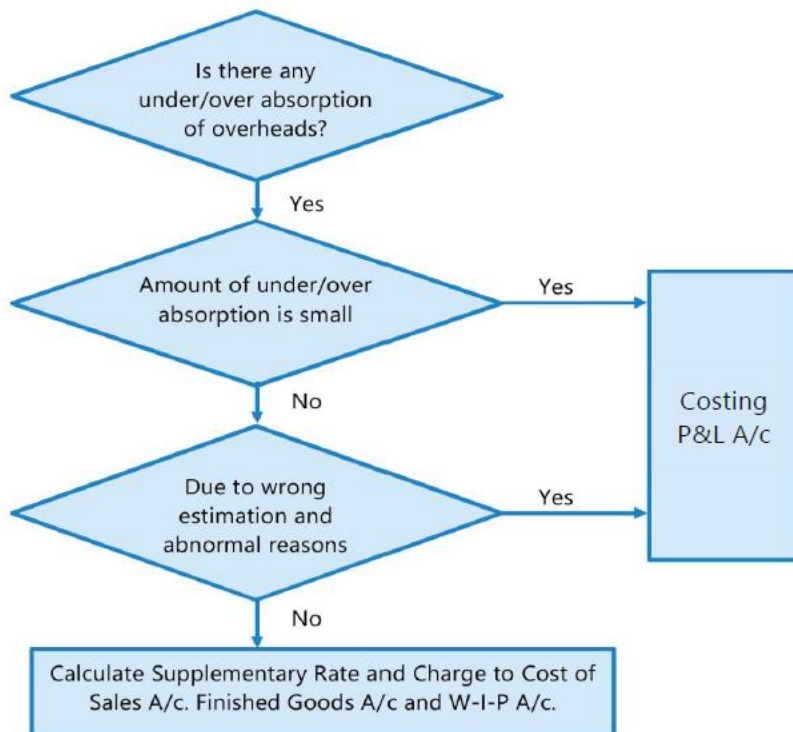 Is there any
under/over absorption
of overheads?
Yes
Amount of under/over
absorption is small
Yes
No
Costing
P&L A/c
Due to wrong
estimation and
abnormal reasons
Yes
No
Calculate Supplementary Rate and Charge to Cost of
Sales A/c. Finished Goods A/c and W-I-P A/c.